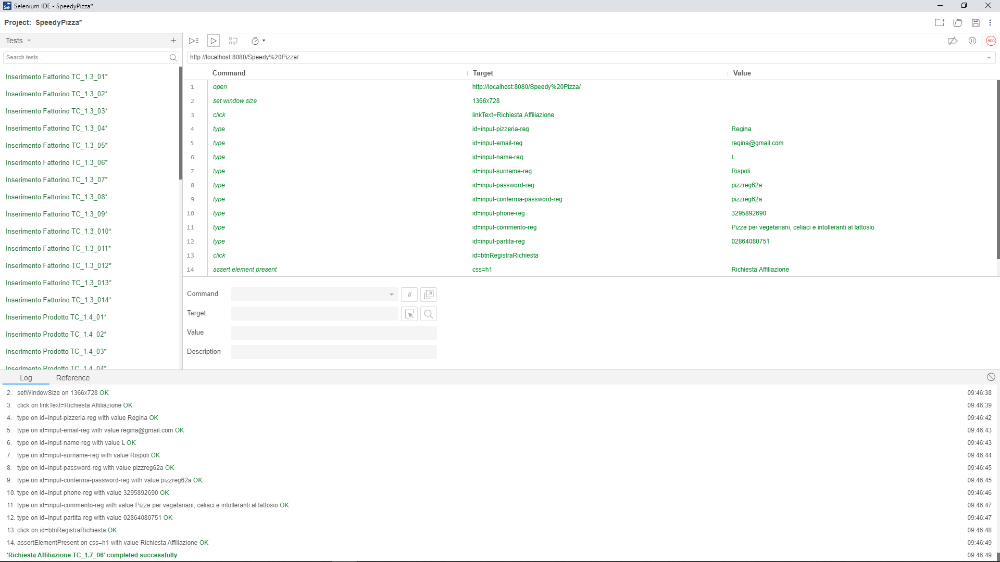 Selenium IDE - SpeedyPizza*
Project: SpeedyPizza*
Tests
Search tests...
Inserimento Fattorino TC_1.3_01*
Inserimento Fattorino TC_1.3_02*
Inserimento Fattorino TC_1.3_03*
Inserimento Fattorino TC_1.3_04*
Inserimento Fattorino TC_1.3_05*
Inserimento Fattorino TC_1.3_06*
Inserimento Fattorino TC_1.3_07*
Inserimento Fattorino TC_1.3_08*
Inserimento Fattorino TC_1.3_09*
Inserimento Fattorino TC_1.3_010*
Inserimento Fattorino TC_1.3_011*
Inserimento Fattorino TC_1.3_012*
Inserimento Fattorino TC_1.3_013*
Inserimento Fattorino TC_1.3_014*
Inserimento Prodotto TC_1.4_01*
Inserimento Prodotto TC_1.4_02*
Inserimento Prodotto TC_1.4_03*
Inserimento Prodotto TC_1.4_04*
REC
http://localhost:8080/Speedy%20Pizza/
Command Target Value
1 open http://localhost:8080/Speedy%20Pizza/
2 set window size 1366x728
3 click linkText=Richiesta Affiliazione
4 type id=input-pizzeria-reg Regina
5 type id=input-email-reg regina@gmail.com
6 type id=input-name-reg L
7 type id=input-surname-reg Rispoli
8 type id=input-password-reg pizzreg62a
9 type id=input-conferma-password-reg pizzreg62a
10 type id=input-phone-reg 3295892690
11 type id=input-commento-reg Pizze per vegetariani, celiaci e intolleranti al lattosio
12 type id=input-partita-reg 02864080751
13 click id=btnRegistraRichiesta
14 assert element present css=h1 Richiesta Affiliazione
Command //
Target
Value
Description
Log Reference
2. setWindowSize on 1366x728 OK 09:46:38
3. click on linkText=Richiesta Affiliazione OK 09:46:39
4. type on id=input-pizzeria-reg with value Regina OK 09:46:42
5. type on id=input-email-reg with value regina@gmail.com OK 09:46:43
6. type on id=input-name-reg with value L OK 09:46:43
7. type on id=input-surname-reg with value Rispoli OK 09:46:44
8. type on id=input-password-reg with value pizzreg62a OK 09:46:45
9. type on id=input-conferma-password-reg with value pizzreg62a OK 09:46:45
10. type on id=input-phone-reg with value 3295892690 OK 09:46:46
11. type on id=input-commento-reg with value Pizze per vegetariani, celiaci e intolleranti al lattosio OK 09:46:47
12. type on id=input-partita-reg with value 02864080751 OK 09:46:47
13. click on id=btnRegistraRichiesta OK 09:46:48
14. assertElementPresent on css=h1 with value Richiesta Affiliazione OK 09:46:49
'Richiesta Affiliazione TC_1.7_06' completed successfully 09:46:49